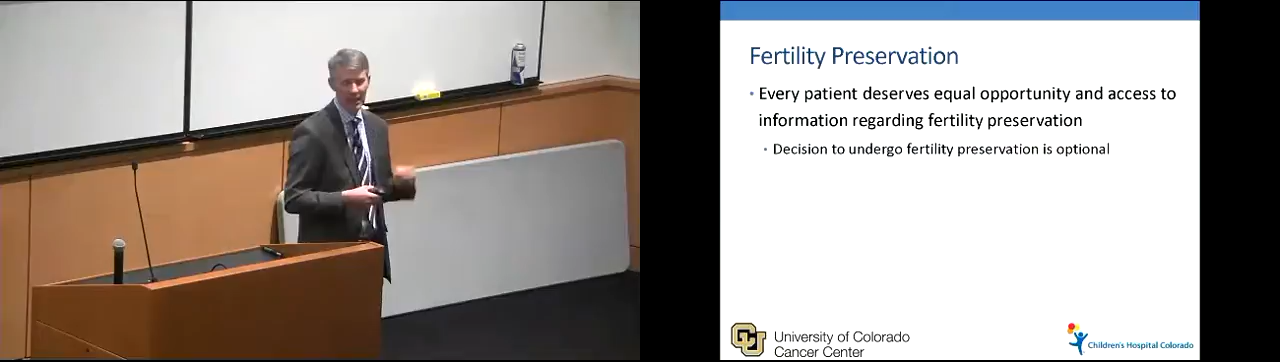 Fertility Preservation
• Every patient deserves equal opportunity and access to
information regarding fertility preservation
• Decision to undergo fertility preservation is optional
CU
University of Colorado
Cancer Center
Children's Hospital Colorado